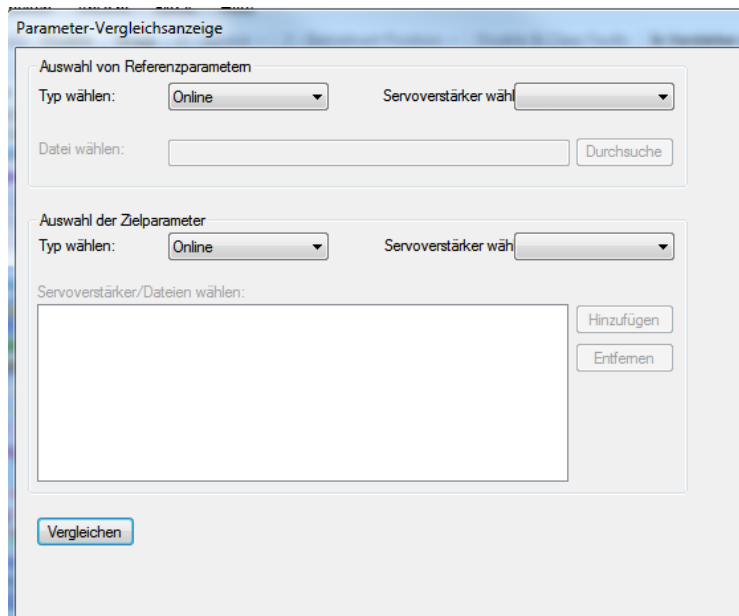 Parameter-Vergleichsanzeige
Auswahl von Referenzparametern
Typ wählen: Online Servoverstärker wähl
Datei wählen: Durchsuche
Auswahl der Zielparameter
Typ wählen: Online Servoverstärker wäh
Servoverstärker/Dateien wählen:
Hinzufügen
Entfernen
Vergleichen